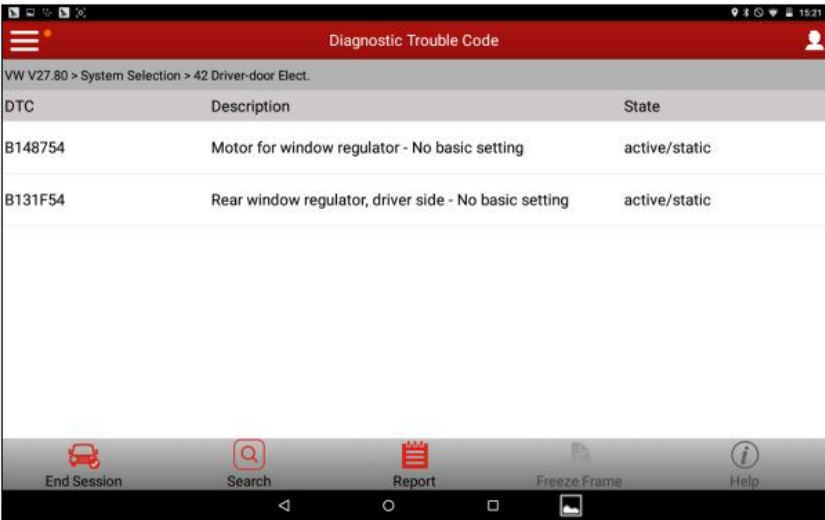 15:21
Diagnostic Trouble Code
VW V27.80 > System Selection > 42 Driver-door Elect.
DTC Description State
B148754 Motor for window regulator - No basic setting active/static
B131F54 Rear window regulator, driver side - No basic setting active/static
End Session Search Report Freeze Frame Help